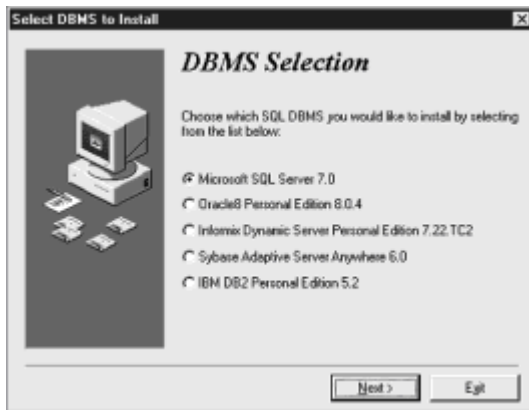 Select DBMS to Install
DBMS Selection
Choose which SQL DBMS you would like to install by selecting
from the list below:
Microsoft SQL Server 7.0
Oracle8 Personal Edition 8.0.4
Informix Dynamic Server Personal Edition 7.22.TC2
Sybase Adaptive Server Anywhere 6.0
IBM DB2 Personal Edition 5.2
Next >
Exit